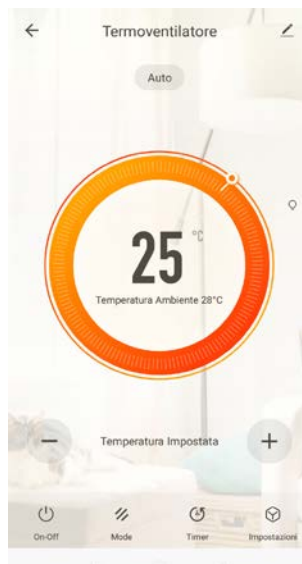 Termoventilatore
Auto
25 °C
Temperatura Ambiente 28°C
Temperatura Impostata
On-Off Mode Timer Impostazioni